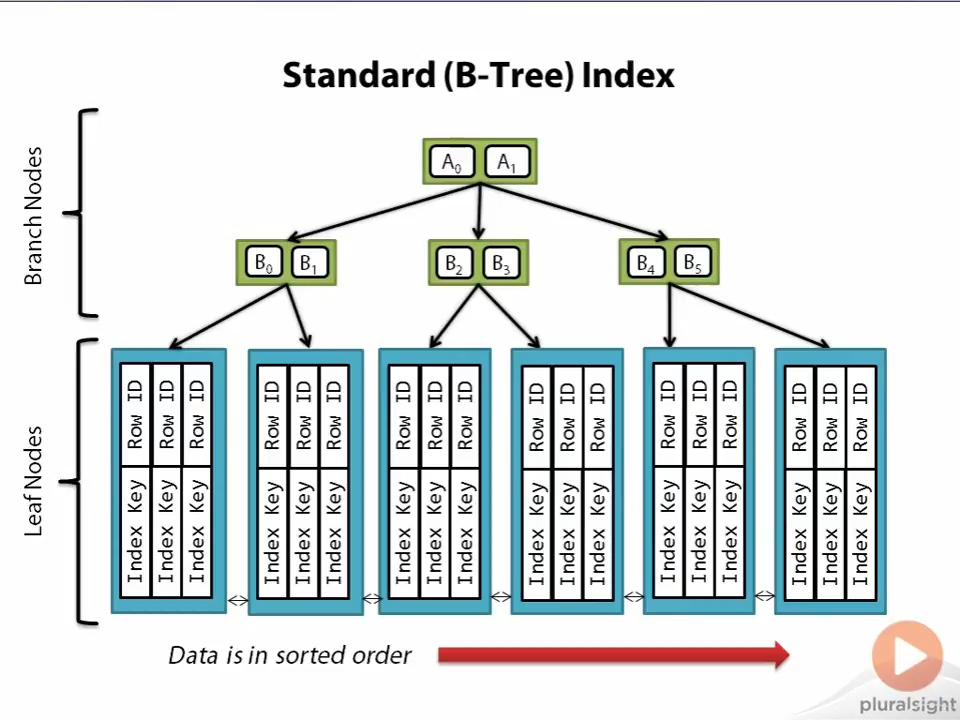 Standard (B-Tree) Index
Branch Nodes
A₀ A₁
B₀ B₁ B₂ B₃ B₄ B₅
Leaf Nodes
Row ID Row ID Row ID Row ID Row ID Row ID Row ID Row ID Row ID Row ID Row ID Row ID Row ID Row ID Row ID Row ID Row ID Row ID
Index Key Index Key Index Key Index Key Index Key Index Key Index Key Index Key Index Key Index Key Index Key Index Key Index Key Index Key Index Key Index Key Index Key Index Key
Data is in sorted order
pluralsight